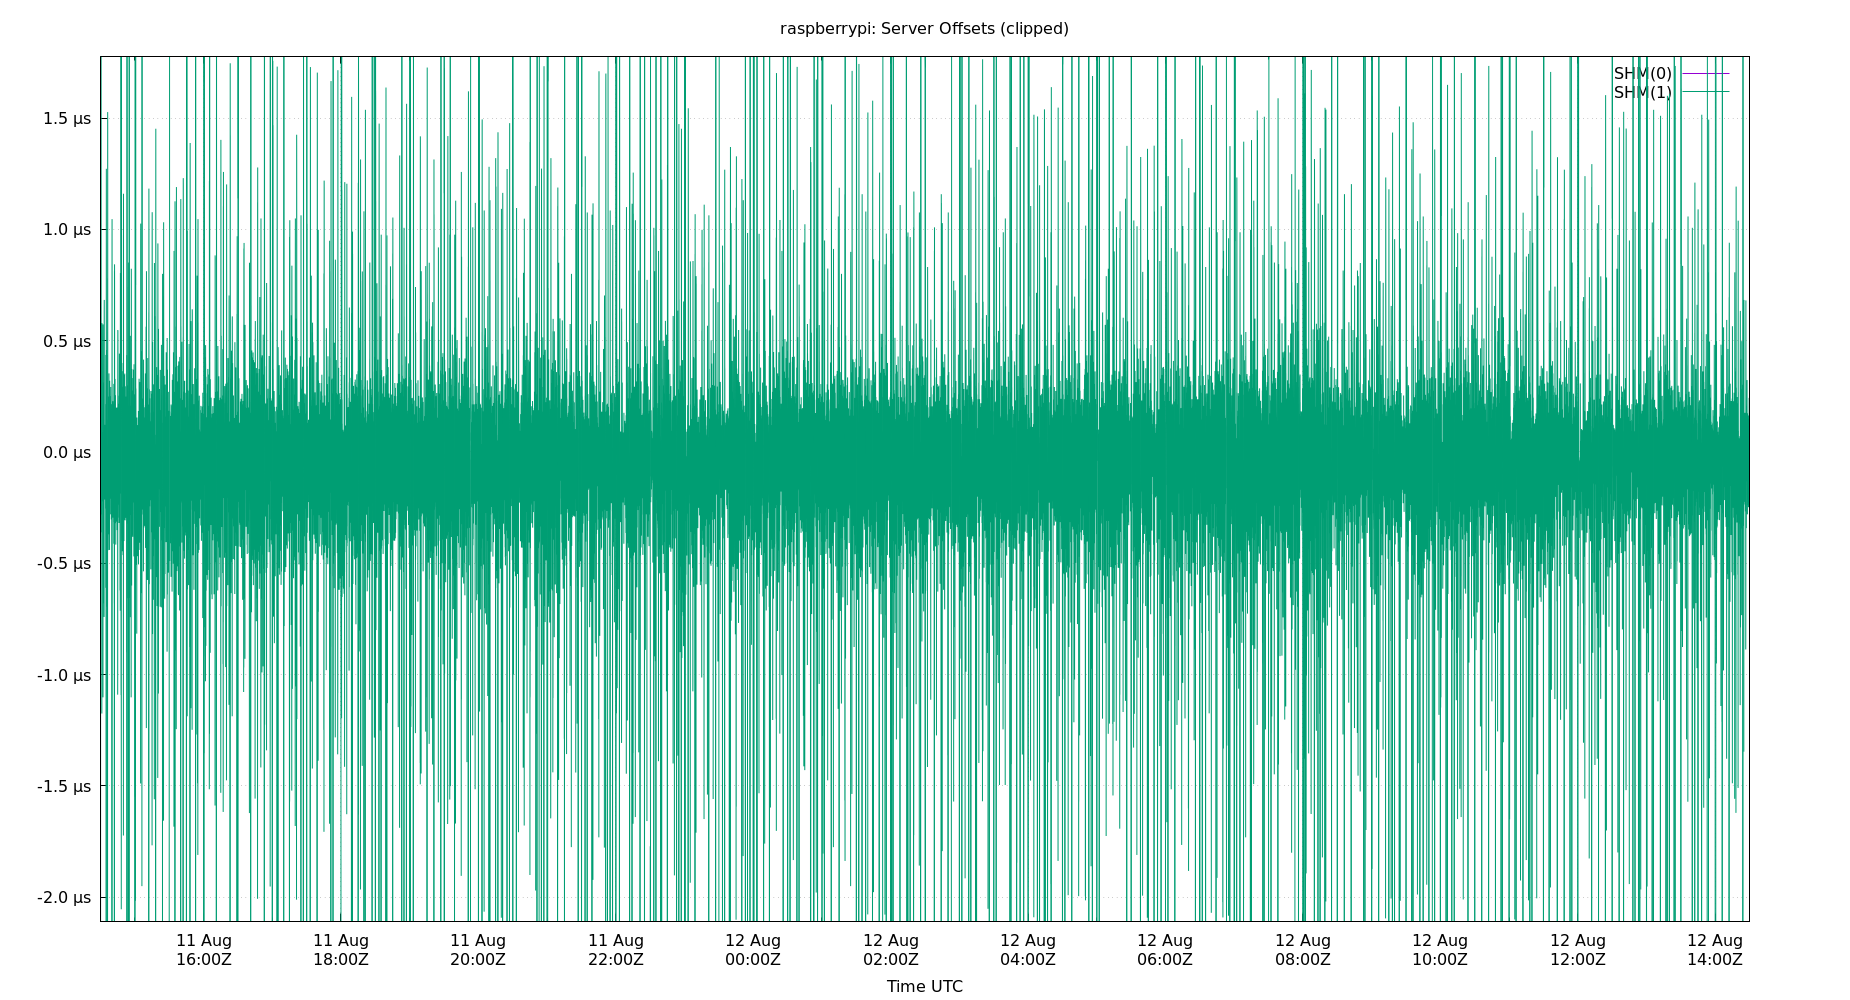 raspberrypi: Server Offsets (clipped)
SHM(0)
SHM(1)
1.5 µs
1.0 µs
0.5 µs
0.0 µs
-0.5 µs
-1.0 µs
-1.5 µs
-2.0 µs
11 Aug 11 Aug 11 Aug 11 Aug 12 Aug 12 Aug 12 Aug 12 Aug 12 Aug 12 Aug 12 Aug 12 Aug
16:00Z 18:00Z 20:00Z 22:00Z 00:00Z 02:00Z 04:00Z 06:00Z 08:00Z 10:00Z 12:00Z 14:00Z
Time UTC